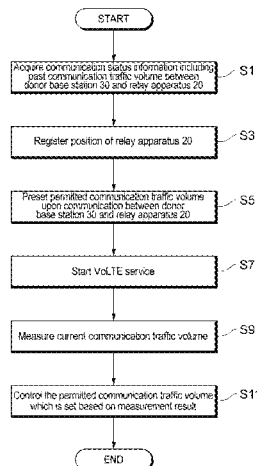 START
Acquire communication status information including
past communication traffic volume between
donor base station 30 and relay apparatus 20
S1
Register position of relay apparatus 20
S3
Preset permitted communication traffic volume
upon communication between donor
base station 30 and relay apparatus 20
S5
Start VoLTE service
S7
Measure current communication traffic volume
S9
Control the permitted communication traffic volume
which is set based on measurement result
S11
END